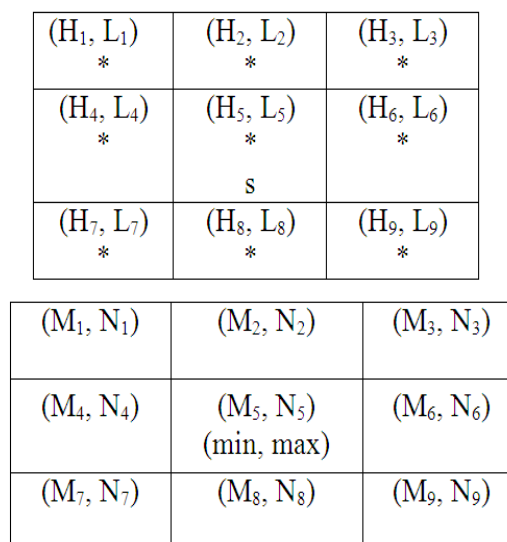 (H₁, L₁) (H₂, L₂) (H₃, L₃)
* * *
(H₄, L₄) (H₅, L₅) (H₆, L₆)
* * *
s
(H₇, L₇) (H₈, L₈) (H₉, L₉)
* * *
(M₁, N₁) (M₂, N₂) (M₃, N₃)
(M₄, N₄) (M₅, N₅) (M₆, N₆)
(min, max)
(M₇, N₇) (M₈, N₈) (M₉, N₉)